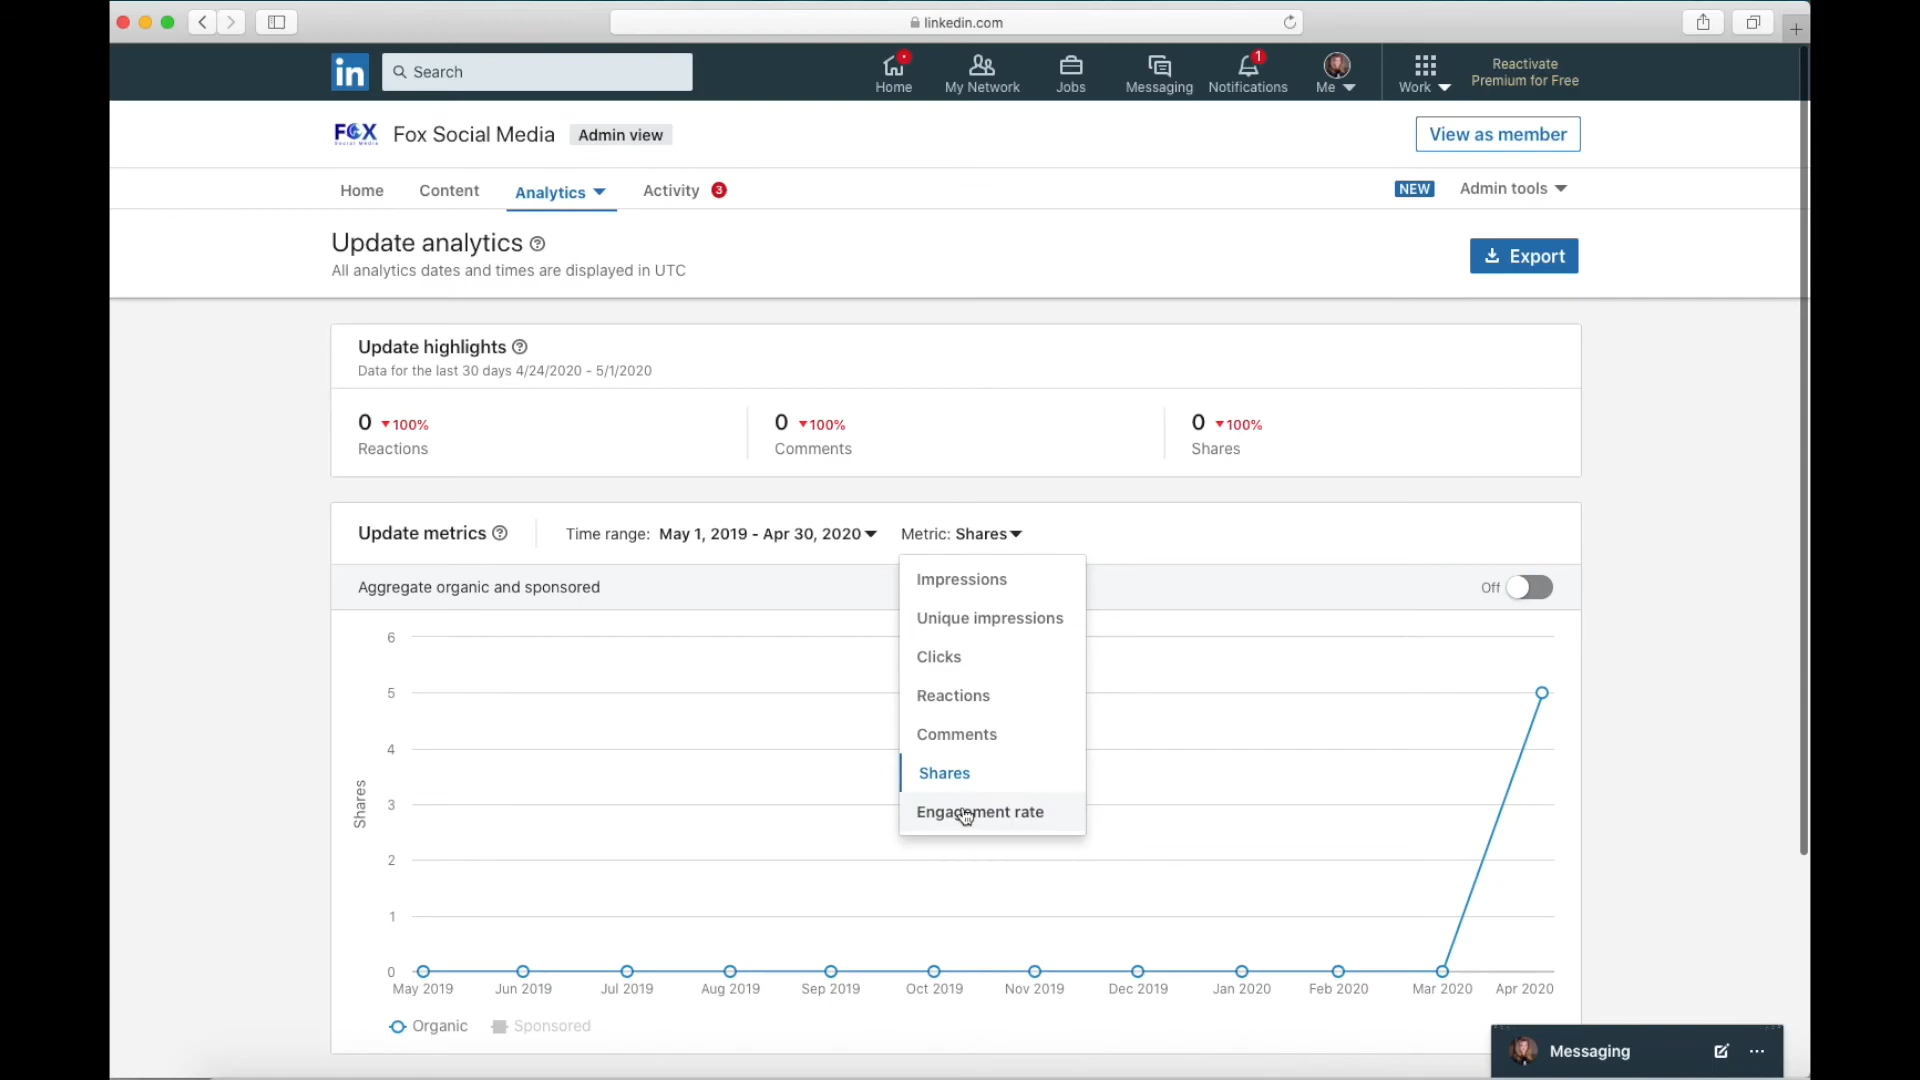 linkedin.com
in
Search
Home
My Network
Jobs
Messaging
1
Notifications
Me
Work
Reactivate
Premium for Free
FOX
Social Media
Fox Social Media
Admin view
View as member
Home
Content
Analytics
Activity
3
NEW
Admin tools
Update analytics ?
All analytics dates and times are displayed in UTC
Export
Update highlights ?
Data for the last 30 days 4/24/2020 - 5/1/2020
0 ▼100%
Reactions
0 ▼100%
Comments
0 ▼100%
Shares
Update metrics ?
Time range: May 1, 2019 - Apr 30, 2020
Metric: Shares
Aggregate organic and sponsored
Off
Impressions
Unique impressions
Clicks
Reactions
Comments
Shares
Engagement rate
Shares
6
5
4
3
2
1
0
May 2019
Jun 2019
Jul 2019
Aug 2019
Sep 2019
Oct 2019
Nov 2019
Dec 2019
Jan 2020
Feb 2020
Mar 2020
Apr 2020
Organic
Sponsored
Messaging